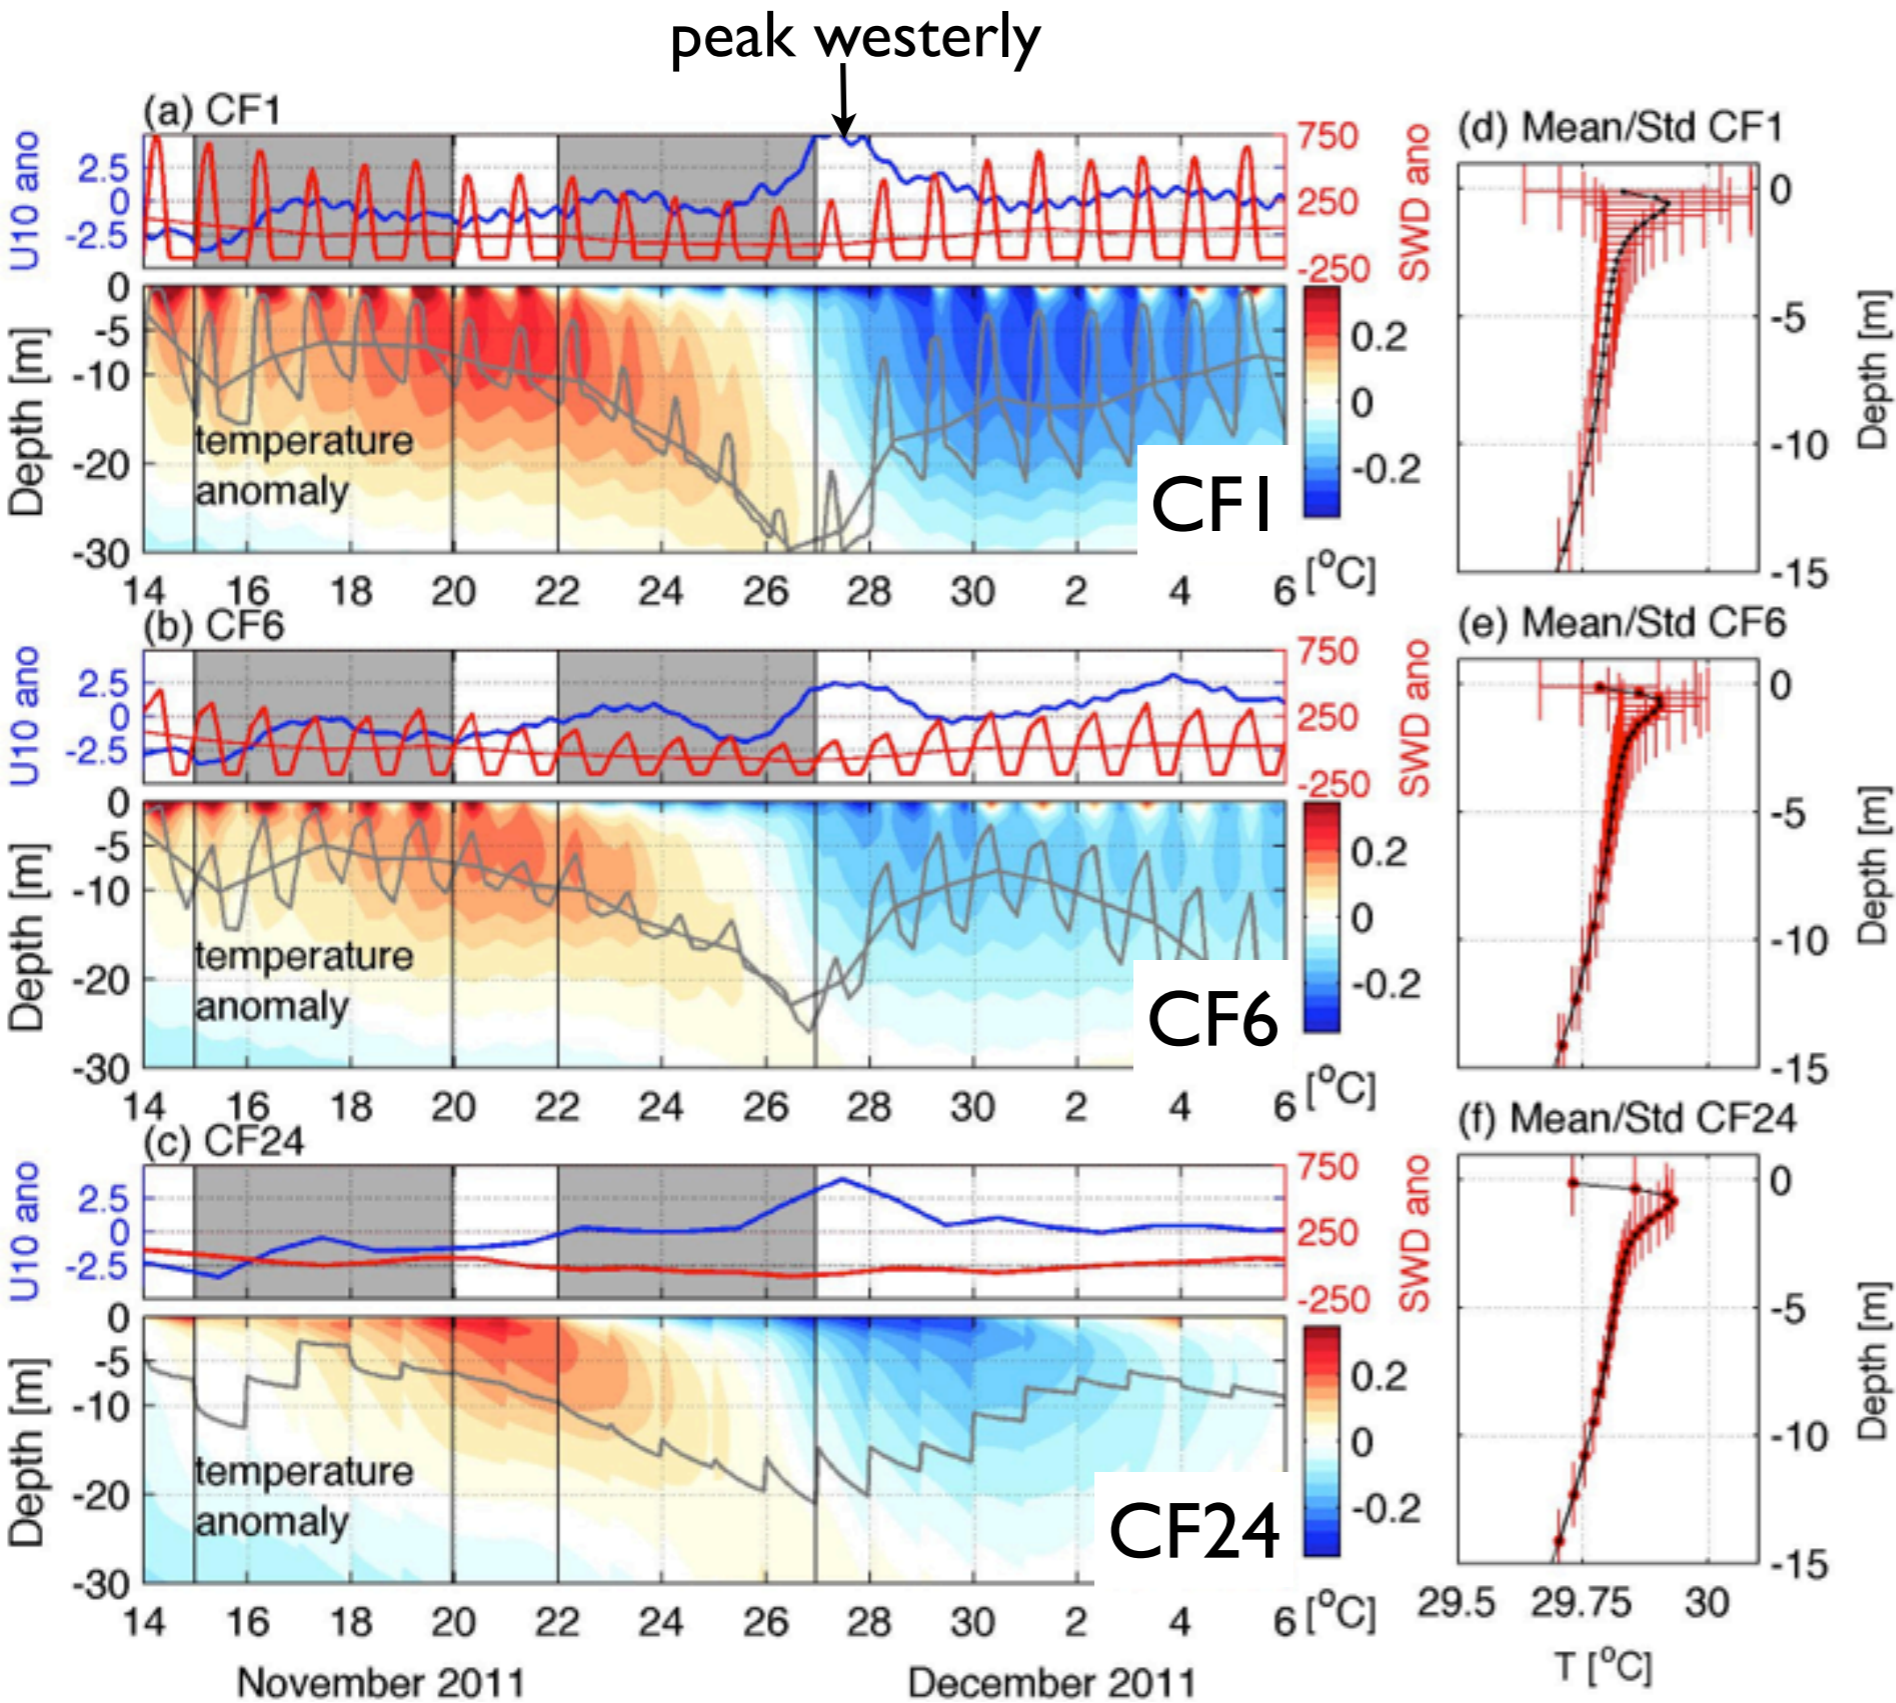 peak westerly
(a) CF1
U10 ano
2.5
0
-2.5
750
250
-250
SWD ano
Depth [m]
0
-5
-10
-20
-30
temperature
anomaly
CF1
0.2
0
-0.2
[°C]
14 16 18 20 22 24 26 28 30 2 4 6
(b) CF6
U10 ano
2.5
0
-2.5
750
250
-250
SWD ano
Depth [m]
0
-5
-10
-20
-30
temperature
anomaly
CF6
0.2
0
-0.2
[°C]
14 16 18 20 22 24 26 28 30 2 4 6
(c) CF24
U10 ano
2.5
0
-2.5
750
250
-250
SWD ano
Depth [m]
0
-5
-10
-20
-30
temperature
anomaly
CF24
0.2
0
-0.2
[°C]
14 16 18 20 22 24 26 28 30 2 4 6
November 2011
December 2011
(d) Mean/Std CF1
0
-5
-10
-15
Depth [m]
(e) Mean/Std CF6
0
-5
-10
-15
Depth [m]
(f) Mean/Std CF24
0
-5
-10
-15
Depth [m]
29.5 29.75 30
T [°C]